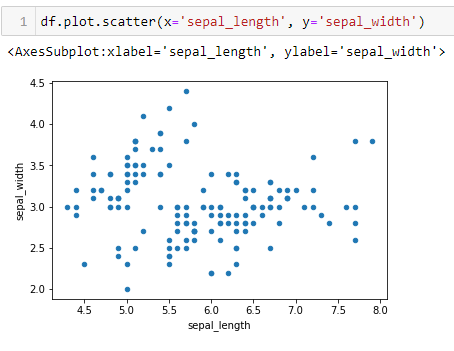 1 df.plot.scatter(x='sepal_length', y='sepal_width')
<AxesSubplot:xlabel='sepal_length', ylabel='sepal_width'>
4.5
4.0
3.5
sepal_width
3.0
2.5
2.0
4.5 5.0 5.5 6.0 6.5 7.0 7.5 8.0
sepal_length